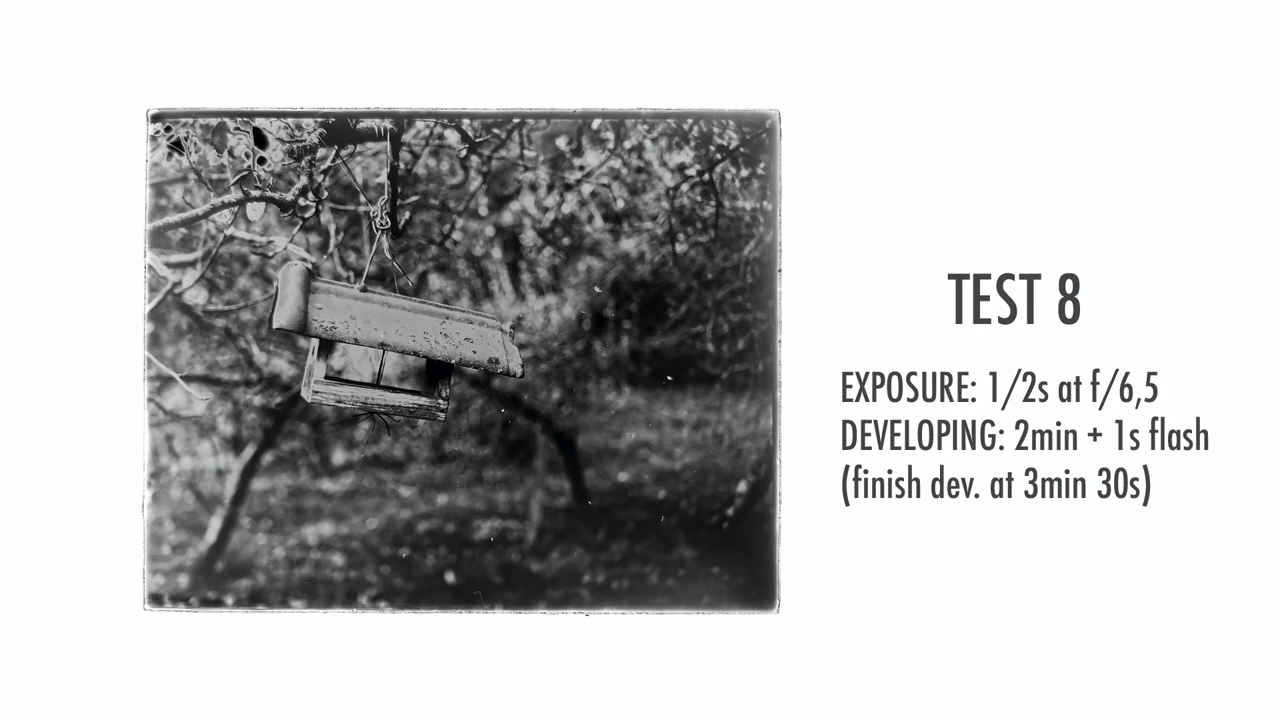 TEST 8
EXPOSURE: 1/2s at f/6,5
DEVELOPING: 2min + 1s flash
(finish dev. at 3min 30s)